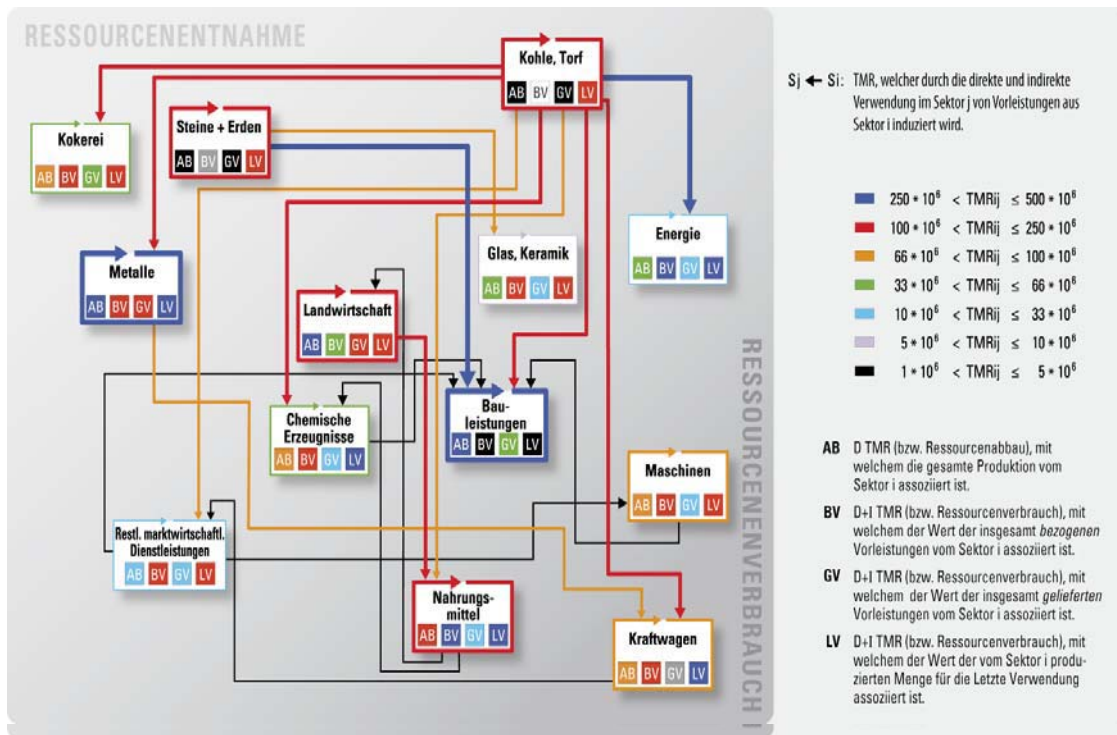 RESSOURCENENTNAHME
Kohle, Torf
AB BV GV LV
Steine + Erden
AB BV GV LV
Kokerei
AB BV GV LV
Glas, Keramik
AB BV GV LV
Energie
AB BV GV LV
Metalle
AB BV GV LV
Landwirtschaft
AB BV GV LV
Chemische
Erzeugnisse
AB BV GV LV
Bau-
leistungen
AB BV GV LV
Maschinen
AB BV GV LV
Restl. marktwirtschaftl.
Dienstleistungen
AB BV GV LV
Nahrungs-
mittel
AB BV GV LV
Kraftwagen
AB BV GV LV
RESSOURCENENVERBRAUCH I
Sj ← Si: TMR, welcher durch die direkte und indirekte
Verwendung im Sektor j von Vorleistungen aus
Sektor i induziert wird.
250 * 10⁶ < TMRij ≤ 500 * 10⁶
100 * 10⁶ < TMRij ≤ 250 * 10⁶
66 * 10⁶ < TMRij ≤ 100 * 10⁶
33 * 10⁶ < TMRij ≤ 66 * 10⁶
10 * 10⁶ < TMRij ≤ 33 * 10⁶
5 * 10⁶ < TMRij ≤ 10 * 10⁶
1 * 10⁶ < TMRij ≤ 5 * 10⁶
AB D TMR (bzw. Ressourcenabbau), mit
welchem die gesamte Produktion vom
Sektor i assoziiert ist.
BV D+I TMR (bzw. Ressourcenverbrauch), mit
welchem der Wert der insgesamt bezogenen
Vorleistungen vom Sektor i assoziiert ist.
GV D+I TMR (bzw. Ressourcenverbrauch), mit
welchem der Wert der insgesamt gelieferten
Vorleistungen vom Sektor i assoziiert ist.
LV D+I TMR (bzw. Ressourcenverbrauch), mit
welchem der Wert der vom Sektor i produ-
zierten Menge für die Letzte Verwendung
assoziiert ist.